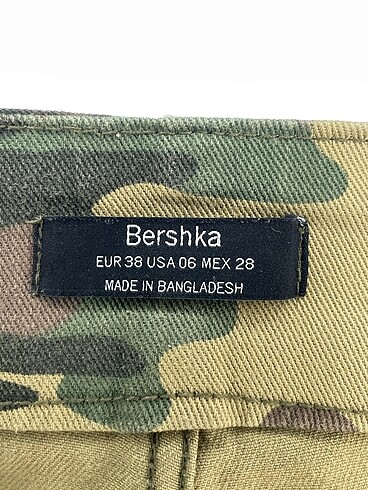 Bershka
EUR 38 USA 06 MEX 28
MADE IN BANGLADESH